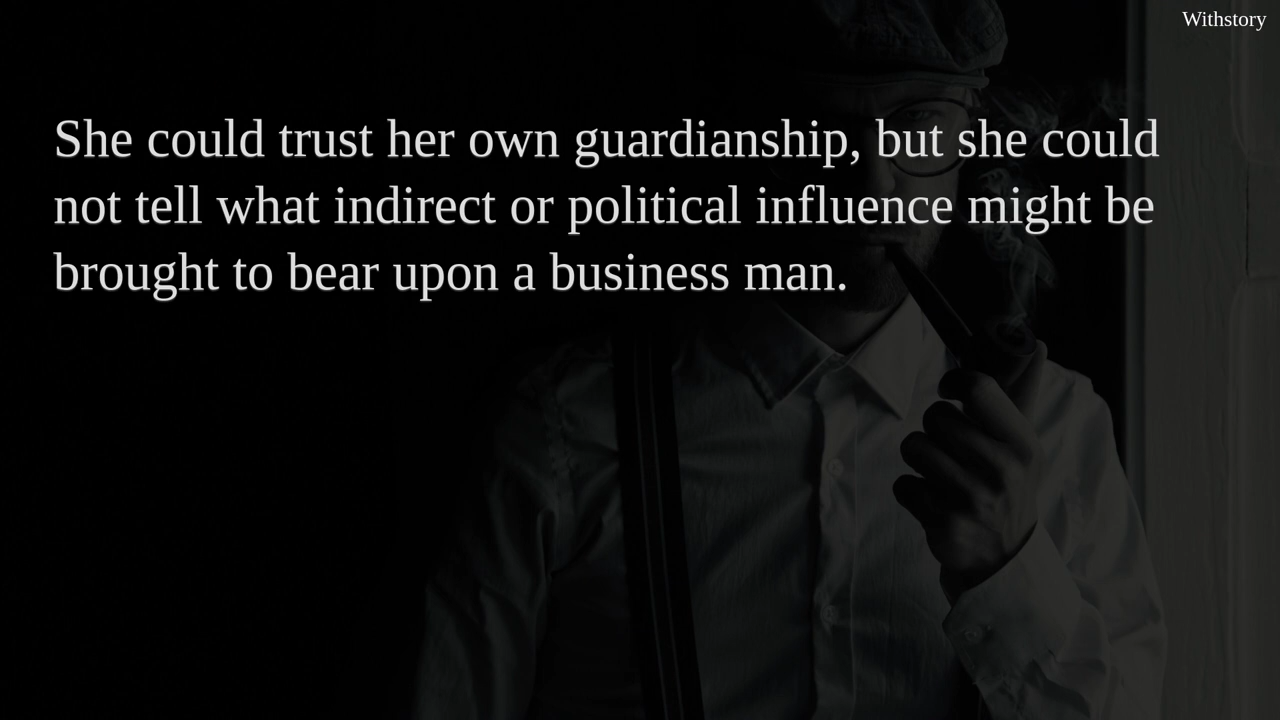 Withstory
She could trust her own guardianship, but she could
not tell what indirect or political influence might be
brought to bear upon a business man.